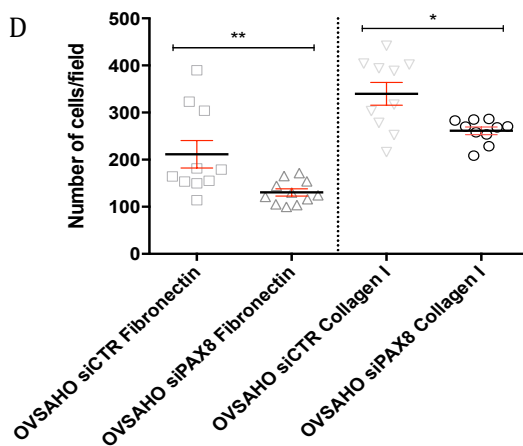 D
500
400
300
200
100
0
Number of cells/field
**
*
OVSAHO siCTR Fibronectin
OVSAHO siPAX8 Fibronectin
OVSAHO siCTR Collagen I
OVSAHO siPAX8 Collagen I